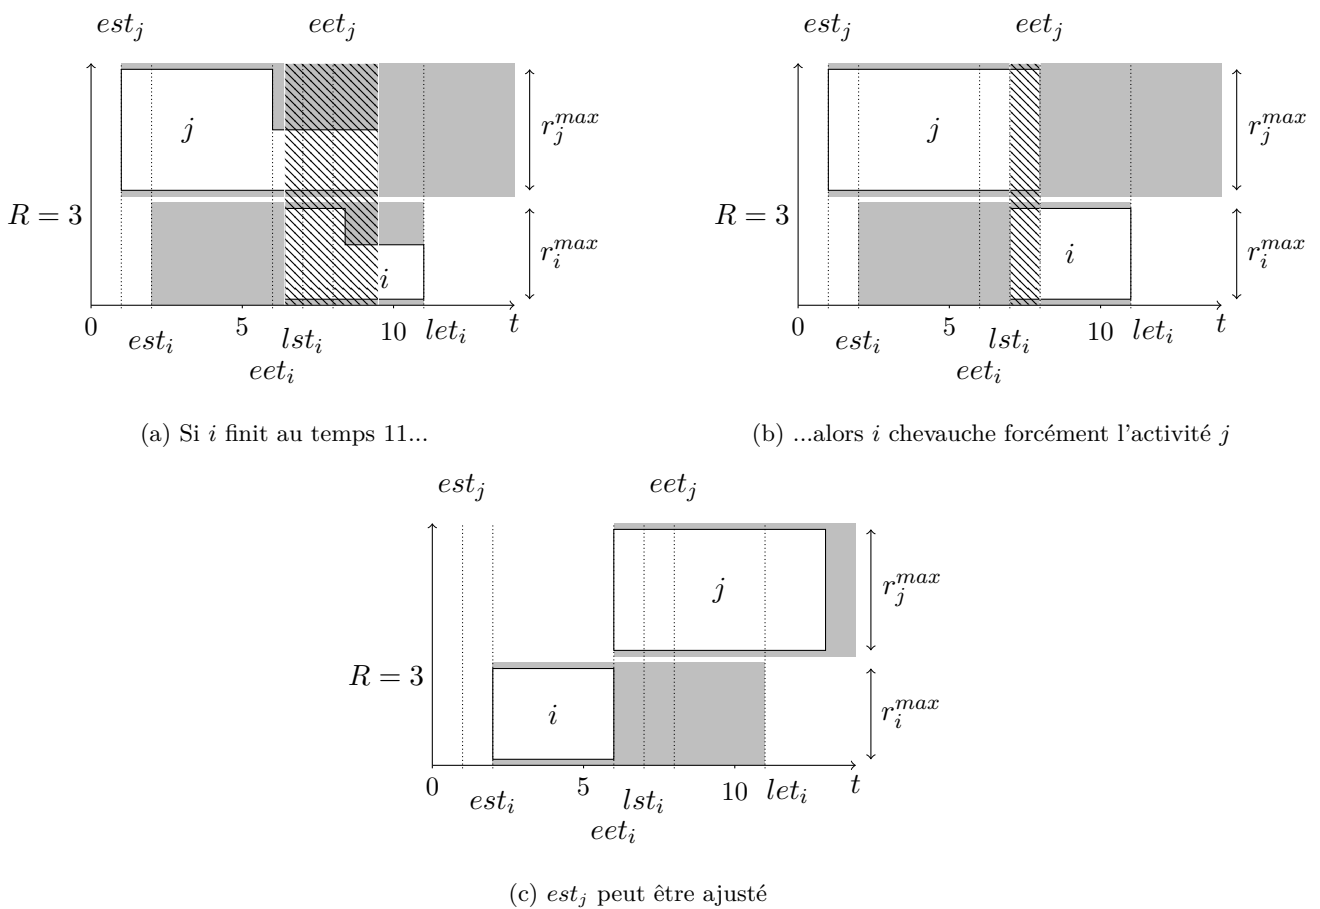 est_j eet_j
j
r_j^{max}
R = 3
i
r_i^{max}
0 5 10 t
est_i lst_i let_i
eet_i
(a) Si i finit au temps 11...
est_j eet_j
j
r_j^{max}
R = 3
i
r_i^{max}
0 5 10 t
est_i lst_i let_i
eet_i
(b) ...alors i chevauche forcément l'activité j
est_j eet_j
j
r_j^{max}
R = 3
i
r_i^{max}
0 5 10 t
est_i lst_i let_i
eet_i
(c) est_j peut être ajusté